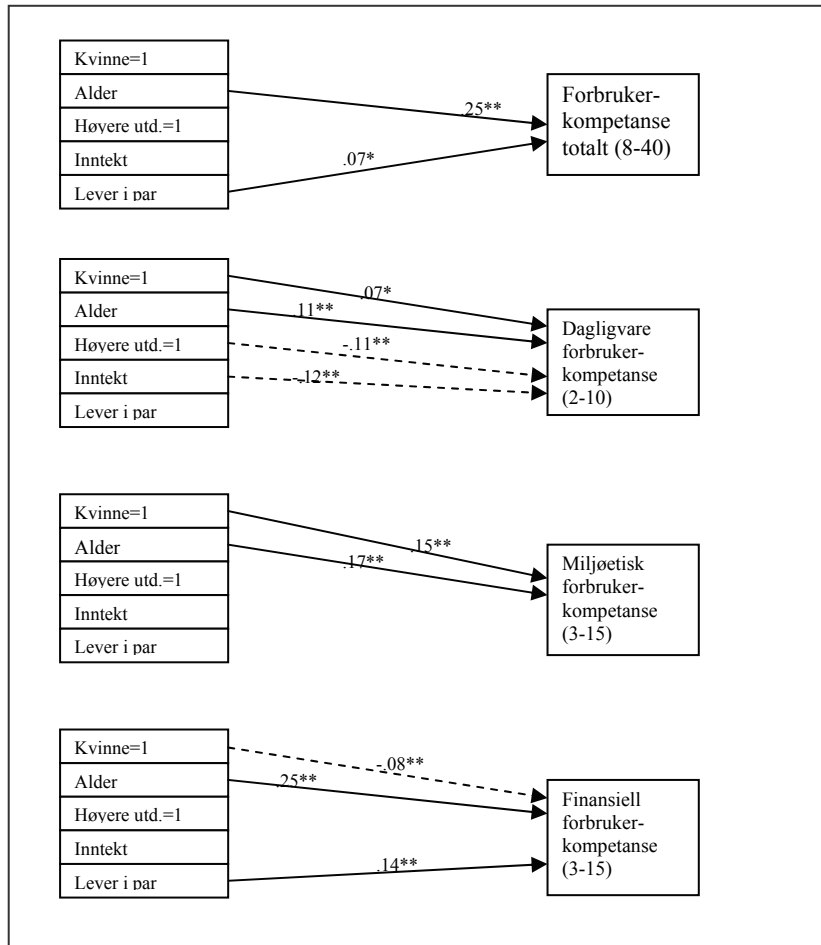 Kvinne=1
Alder
Høyere utd.=1
Inntekt
Lever i par
.25**
.07*
Forbruker-
kompetanse
totalt (8-40)
Kvinne=1
Alder
Høyere utd.=1
Inntekt
Lever i par
.07*
.11**
-.11**
-.12**
Dagligvare
forbruker-
kompetanse
(2-10)
Kvinne=1
Alder
Høyere utd.=1
Inntekt
Lever i par
.15**
.17**
Miljøetisk
forbruker-
kompetanse
(3-15)
Kvinne=1
Alder
Høyere utd.=1
Inntekt
Lever i par
-.08**
.25**
.14**
Finansiell
forbruker-
kompetanse
(3-15)